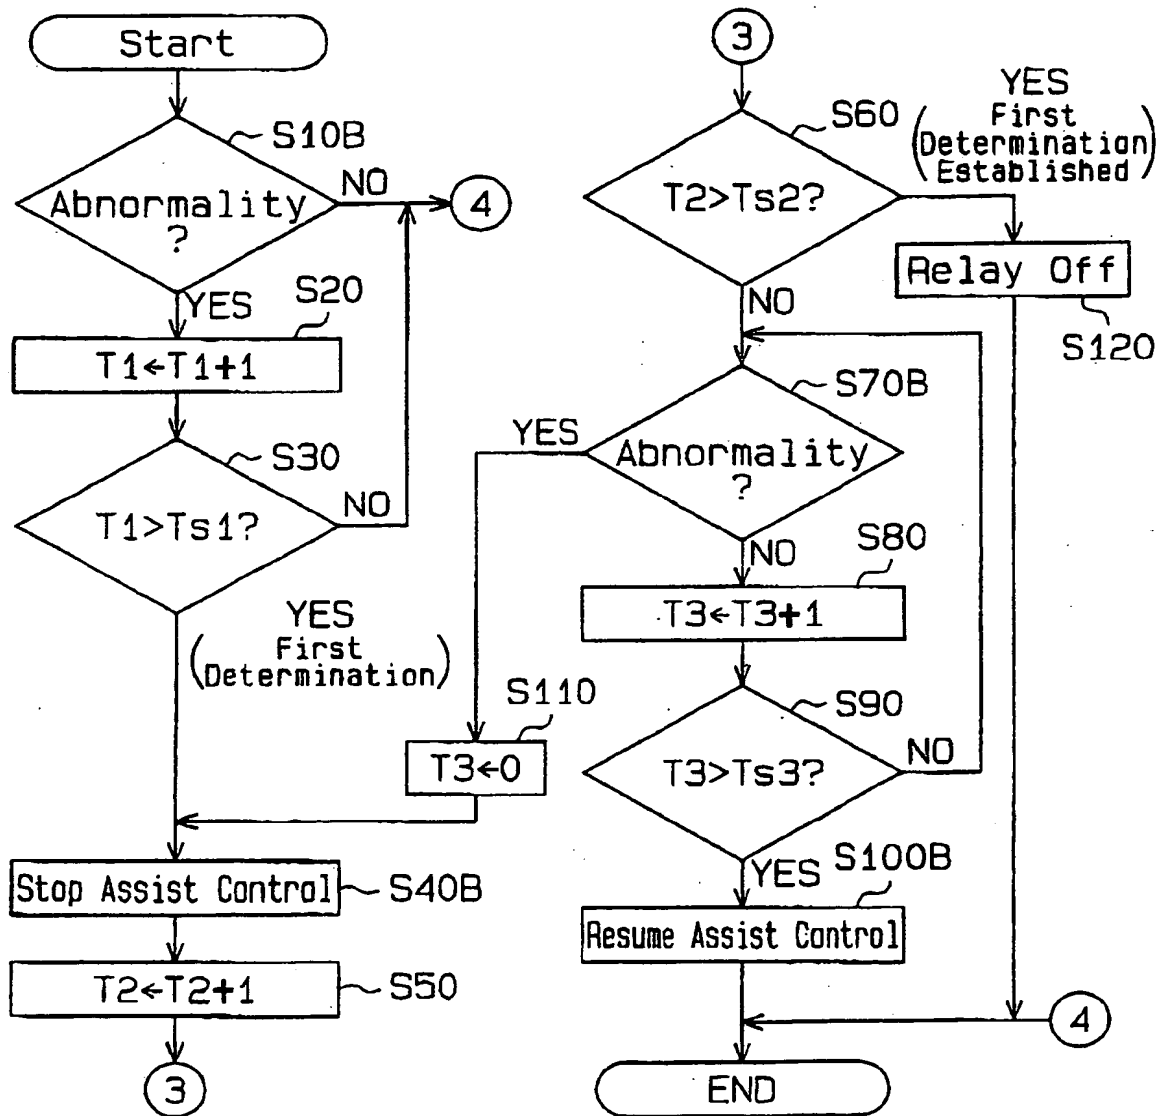 Start
S10B
Abnormality
?
NO
4
YES
S20
T1←T1+1
S30
T1>Ts1?
NO
YES
(First
Determination)
S110
T3←0
Stop Assist Control
S40B
T2←T2+1
S50
3
3
S60
T2>Ts2?
YES
(First
Determination
Established)
Relay Off
S120
NO
S70B
YES
Abnormality
?
NO
S80
T3←T3+1
S90
T3>Ts3?
NO
YES
S100B
Resume Assist Control
4
END